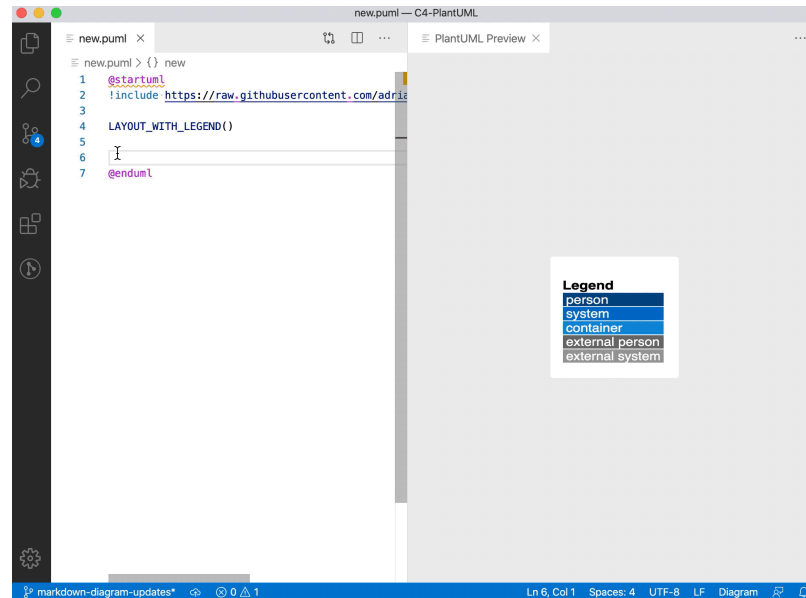 new.puml — C4-PlantUML
new.puml
PlantUML Preview
new.puml > {} new
1 @startuml
2 !include https://raw.githubusercontent.com/adria
3
4 LAYOUT_WITH_LEGEND()
5
6
7 @enduml
4
Legend
person
system
container
external person
external system
markdown-diagram-updates* 0 1 Ln 6, Col 1 Spaces: 4 UTF-8 LF Diagram